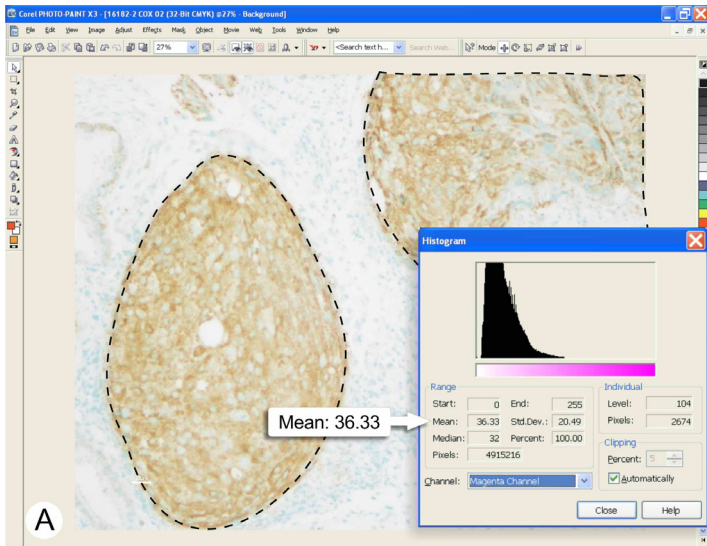 Corel PHOTO-PAINT X3 - [16182-2 COX 02 (32-Bit CMYK) @27% - Background]
File Edit View Image Adjust Effects Mask Object Movie Web Tools Window Help
27% <Search text h... Search Web... Mode
Histogram
Range Individual
Start: 0 End: 255 Level: 104
Mean: 36.33 Std.Dev.: 20.49 Pixels: 2674
Median: 32 Percent: 100.00 Clipping
Pixels: 4915216 Percent: 5
Channel: Magenta Channel Automatically
Close Help
Mean: 36.33
A